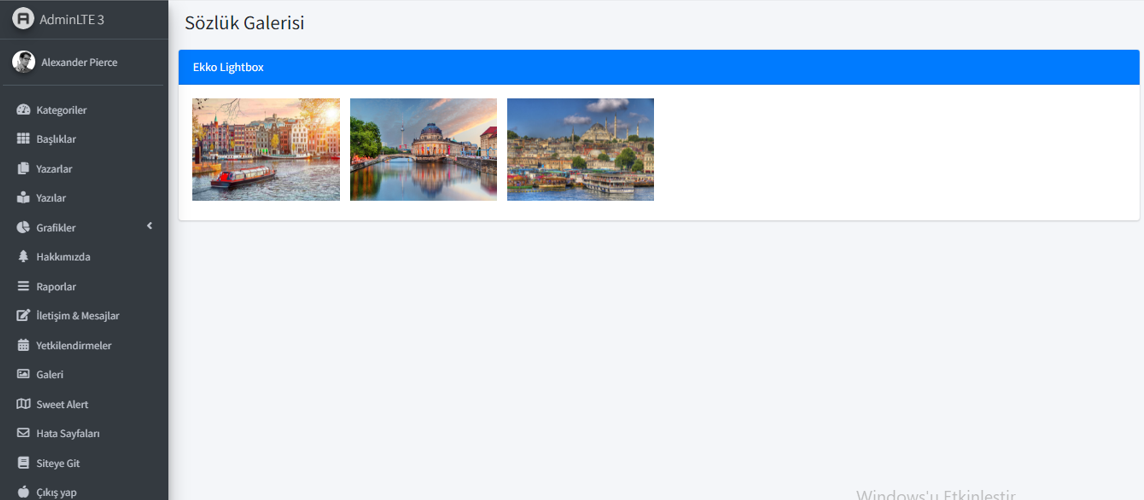 AdminLTE 3
Alexander Pierce
Kategoriler
Başlıklar
Yazarlar
Yazılar
Grafikler
Hakkımızda
Raporlar
İletişim & Mesajlar
Yetkilendirmeler
Galeri
Sweet Alert
Hata Sayfaları
Siteye Git
Çıkış yap
Sözlük Galerisi
Ekko Lightbox
Windows'u Etkinleştir